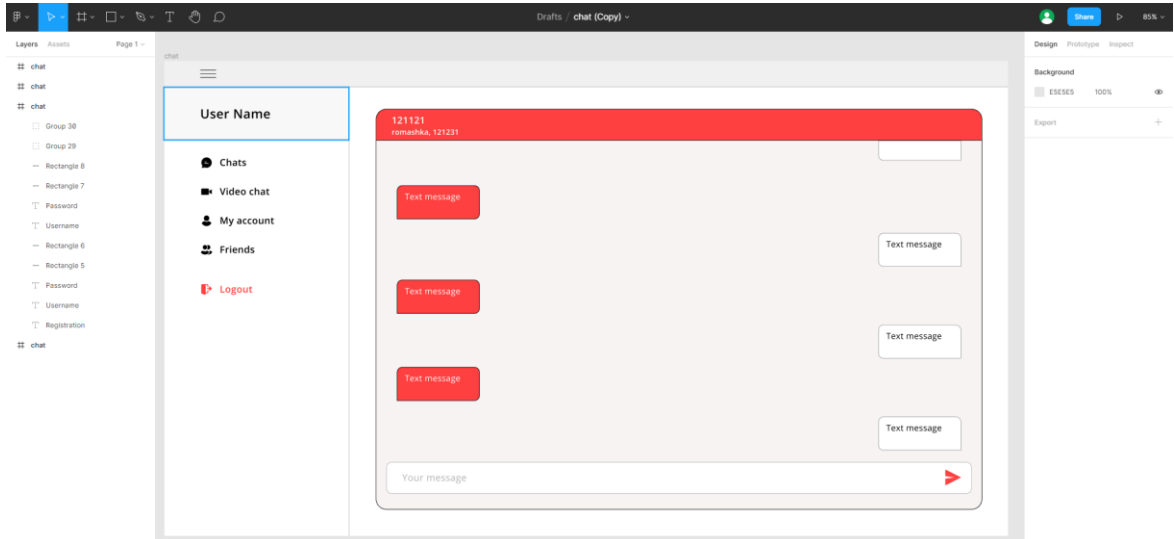 Drafts / chat (Copy)
Share
85%
Layers Assets Page 1
Design Prototype Inspect
chat
chat
chat
Group 30
Group 29
Rectangle 8
Rectangle 7
Password
Username
Rectangle 6
Rectangle 5
Password
Username
Registration
chat
chat
User Name
Chats
Video chat
My account
Friends
Logout
121121
romashka, 121231
Text message
Text message
Text message
Text message
Text message
Text message
Your message
Background
E5E5E5 100%
Export